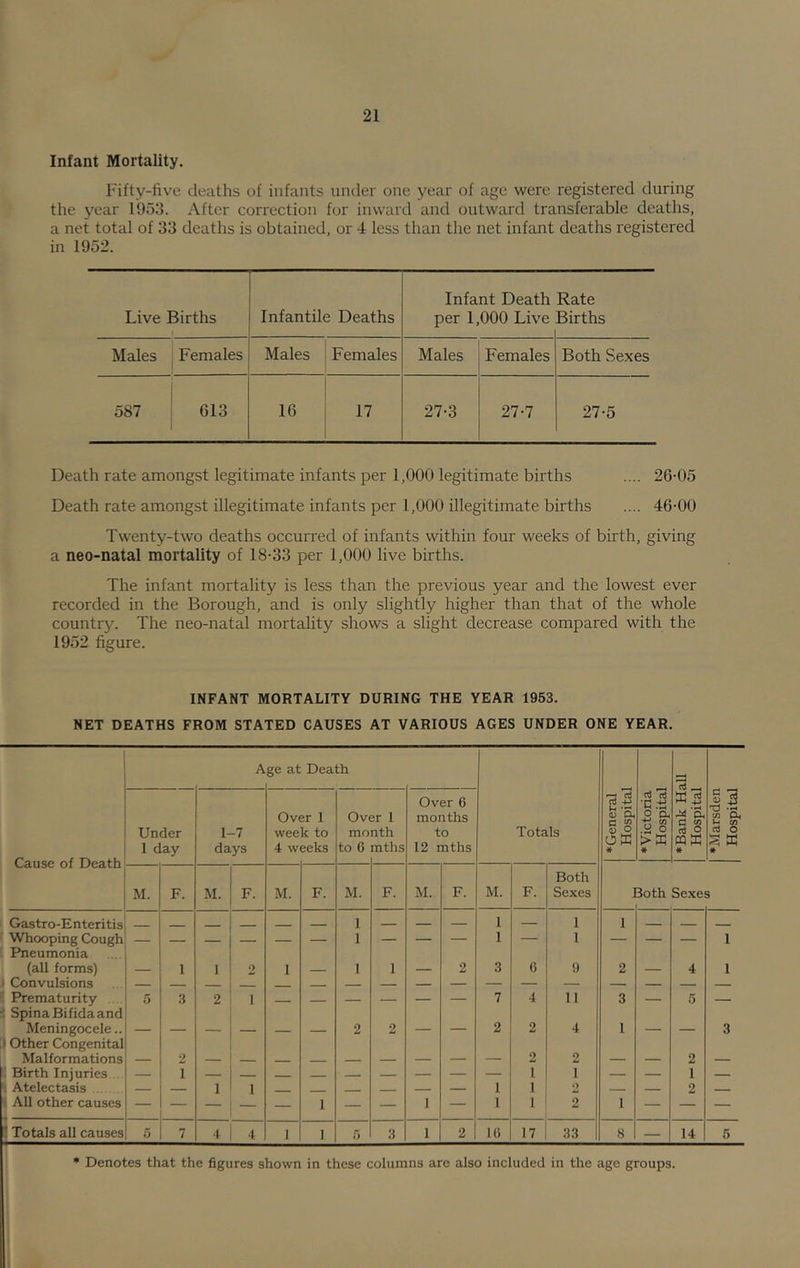 21
Infant Mortality.
Fifty-five deaths of infants under one year of age were registered during
the year 1953. After correction for inward and outward transferable deaths,
a net total of 33 deaths is obtained, or 4 less than the net infant deaths registered
in 1952.
Live Births | Infantile Deaths | Infant Death Rate per 1,000 Live Births
Males | Females | Males | Females | Males | Females | Both Sexes
587 | 613 | 16 | 17 | 27·3 | 27·7 | 27·5
Death rate amongst legitimate infants per 1,000 legitimate births .... 26·05
Death rate amongst illegitimate infants per 1,000 illegitimate births .... 46·00
Twenty-two deaths occurred of infants within four weeks of birth, giving
a neo-natal mortality of 18·33 per 1,000 live births.
The infant mortality is less than the previous year and the lowest ever
recorded in the Borough, and is only slightly higher than that of the whole
country. The neo-natal mortality shows a slight decrease compared with the
1952 figure.
INFANT MORTALITY DURING THE YEAR 1953.
NET DEATHS FROM STATED CAUSES AT VARIOUS AGES UNDER ONE YEAR.
Cause of Death | Age at Death | Totals | *General Hospital | *Victoria Hospital | *Bank Hall Hospital | *Marsden Hospital
Under 1 day | 1–7 days | Over 1 week to 4 weeks | Over 1 month to 6 mths | Over 6 months to 12 mths
M. | F. | M. | F. | M. | F. | M. | F. | M. | F. | M. | F. | Both Sexes | Both Sexes
Gastro-Enteritis | — | — | — | — | — | — | 1 | — | — | — | 1 | — | 1 | 1 | — | — | —
Whooping Cough | — | — | — | — | — | — | 1 | — | — | — | 1 | — | 1 | — | — | — | 1
Pneumonia ....
(all forms) | — | 1 | 1 | 2 | 1 | — | 1 | 1 | — | 2 | 3 | 6 | 9 | 2 | — | 4 | 1
Convulsions | — | — | — | — | — | — | — | — | — | — | — | — | — | — | — | — | —
Prematurity .... | 5 | 3 | 2 | 1 | — | — | — | — | — | — | 7 | 4 | 11 | 3 | — | 5 | —
Spina Bifida and
Meningocele.. | — | — | — | — | — | — | 2 | 2 | — | — | 2 | 2 | 4 | 1 | — | — | 3
Other Congenital
Malformations | — | 2 | — | — | — | — | — | — | — | — | — | 2 | 2 | — | — | 2 | —
Birth Injuries.... | — | 1 | — | — | — | — | — | — | — | — | — | 1 | 1 | — | — | 1 | —
Atelectasis ........ | — | — | 1 | 1 | — | — | — | — | — | — | 1 | 1 | 2 | — | — | 2 | —
All other causes | — | — | — | — | — | 1 | — | — | 1 | — | 1 | 1 | 2 | 1 | — | — | —
Totals all causes | 5 | 7 | 4 | 4 | 1 | 1 | 5 | 3 | 1 | 2 | 16 | 17 | 33 | 8 | — | 14 | 5
* Denotes that the figures shown in these columns are also included in the age groups.